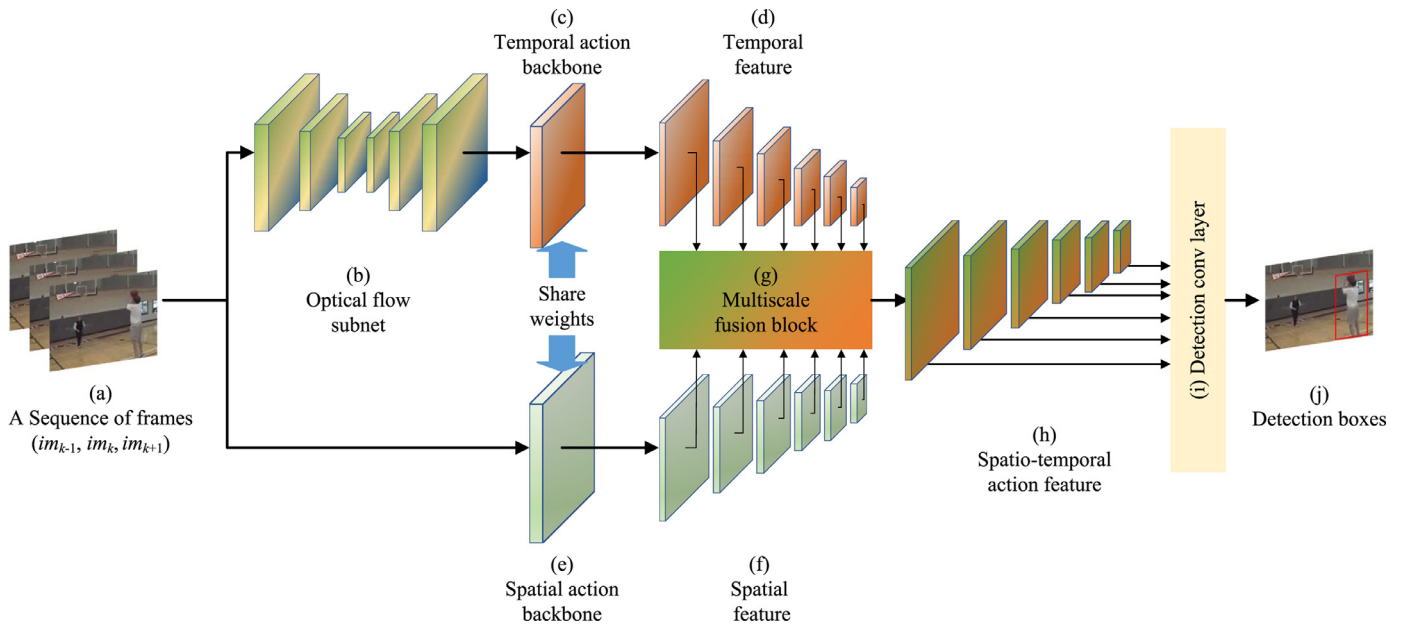 (c)
Temporal action
backbone
(d)
Temporal
feature
(b)
Optical flow
subnet
Share
weights
(g)
Multiscale
fusion block
(i) Detection conv layer
(a)
A Sequence of frames
(imk-1, imk, imk+1)
(j)
Detection boxes
(h)
Spatio-temporal
action feature
(e)
Spatial action
backbone
(f)
Spatial
feature